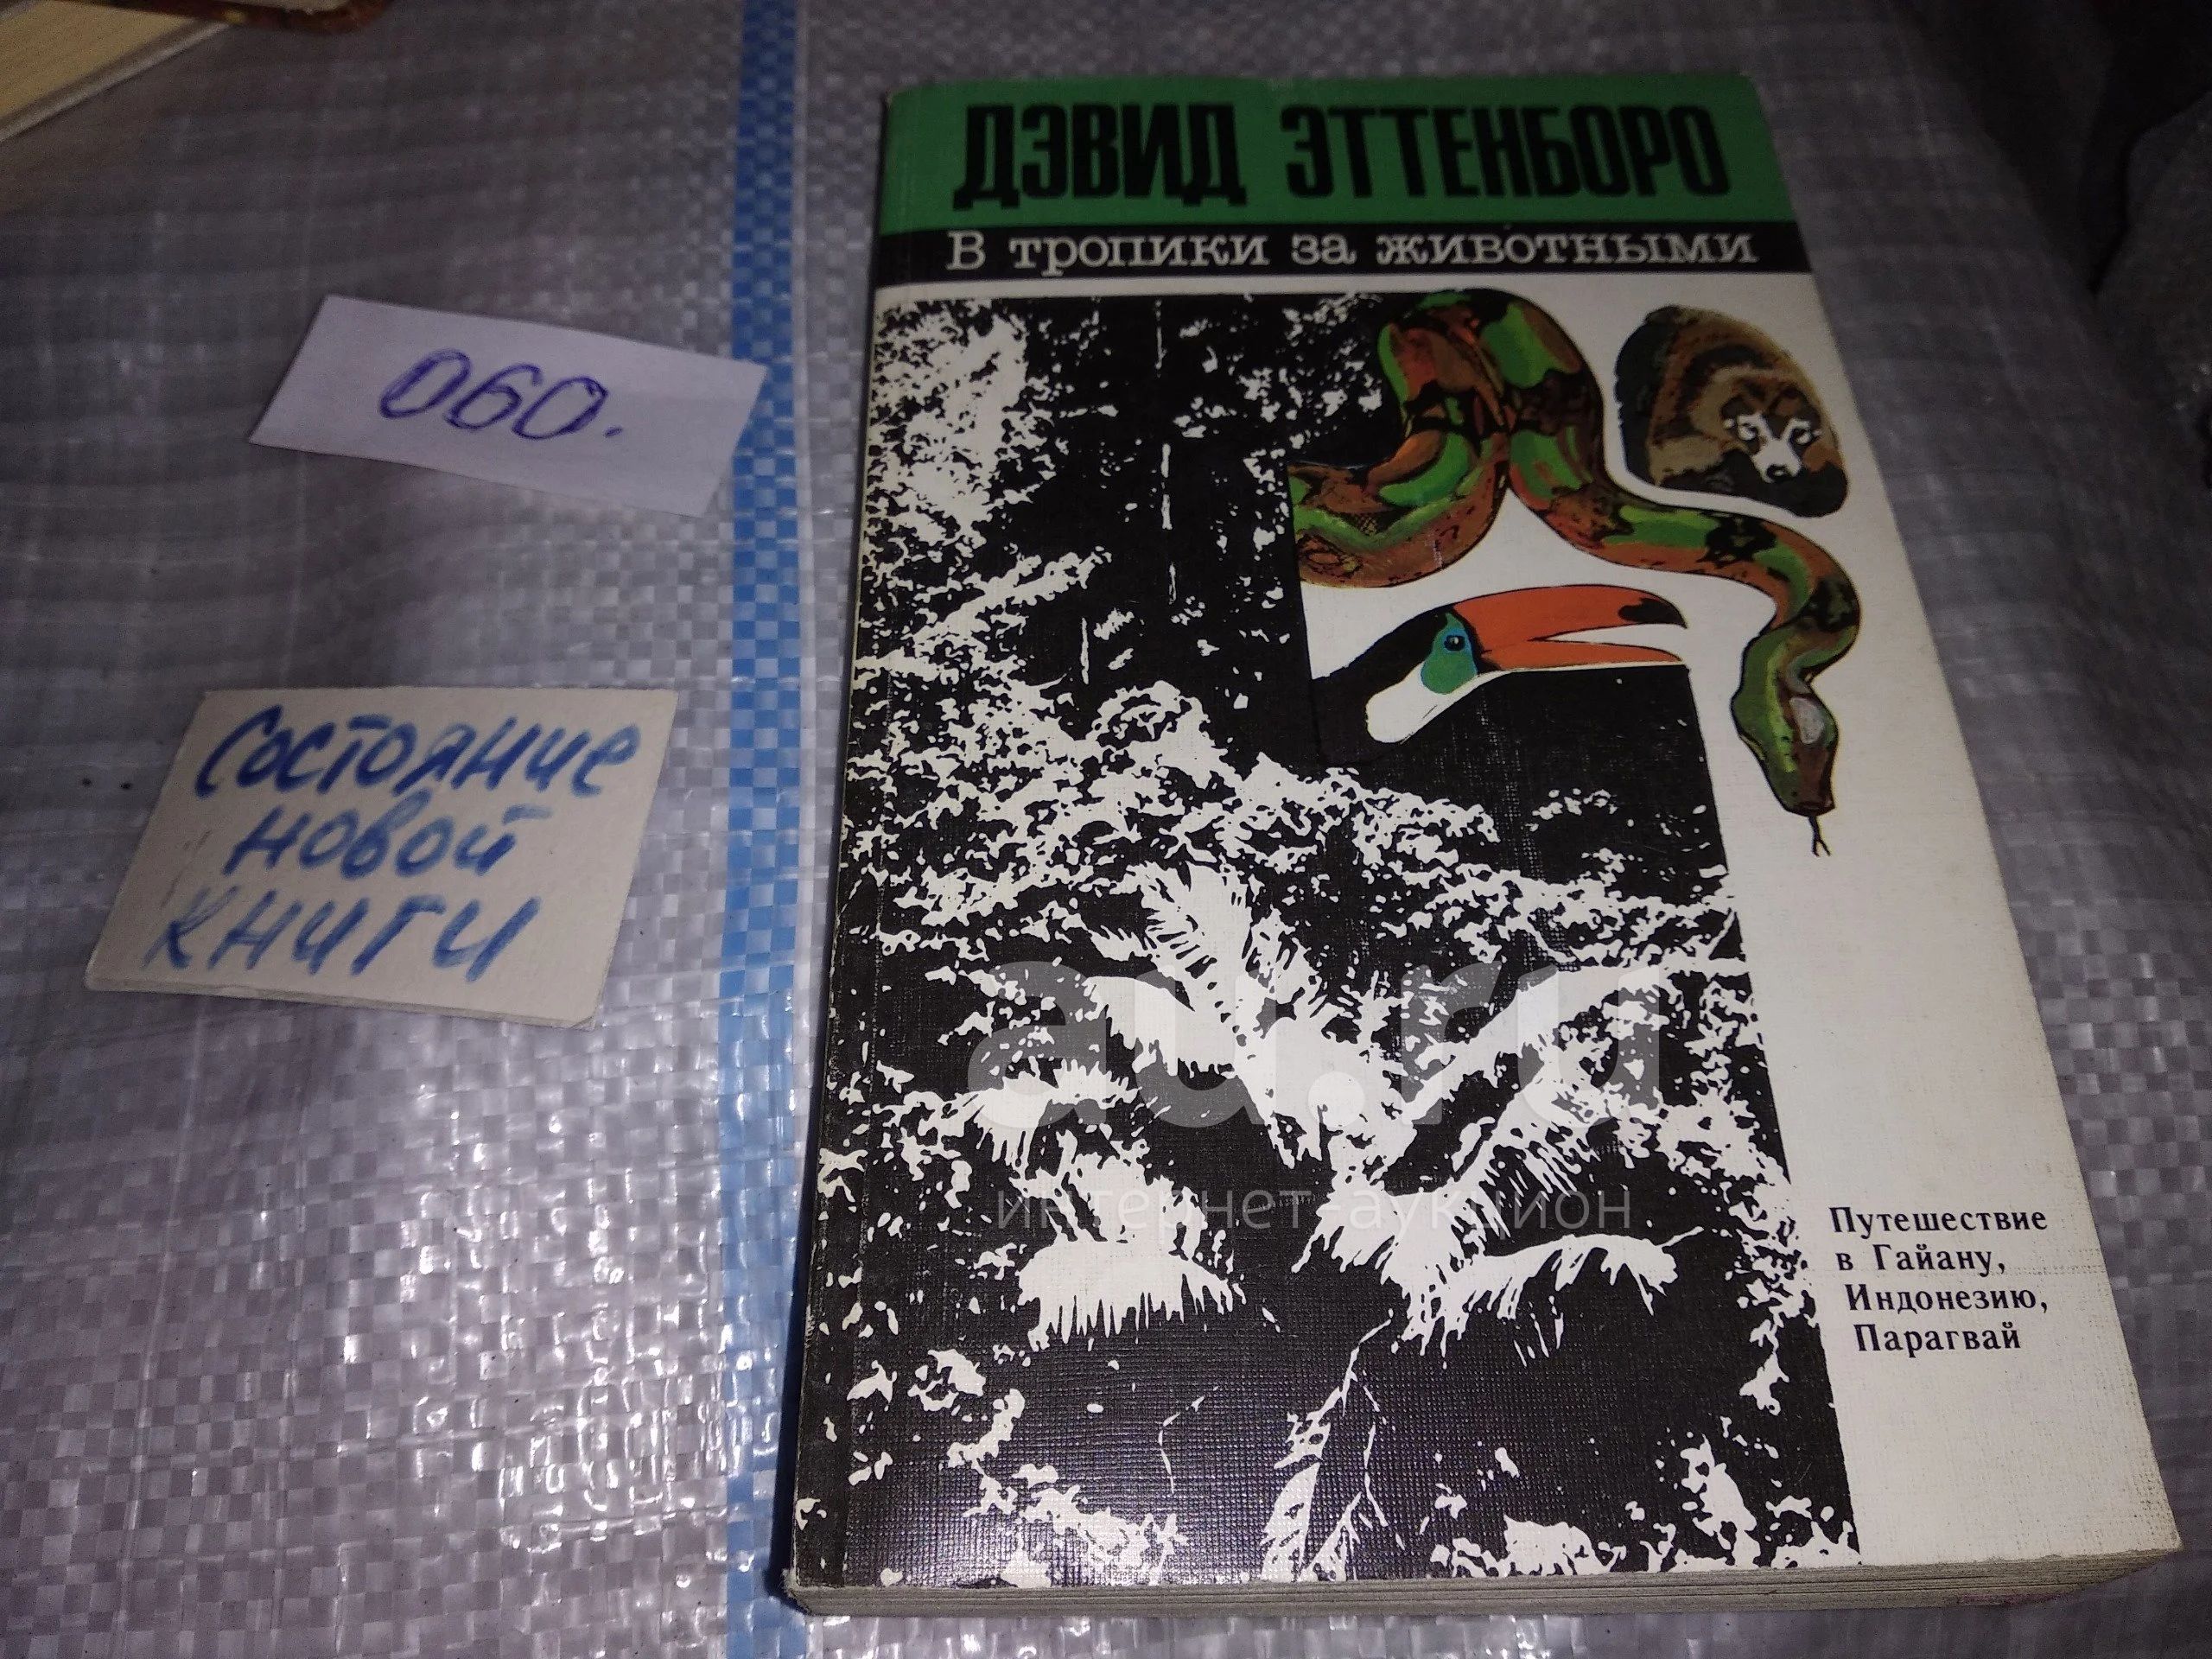 ДЭВИД ЭТТЕНБОРО
В тропики за животными
060.
Состояние
новой
книги
au.ru
интернет-аукцион
Путешествие
в Гайану,
Индонезию,
Парагвай